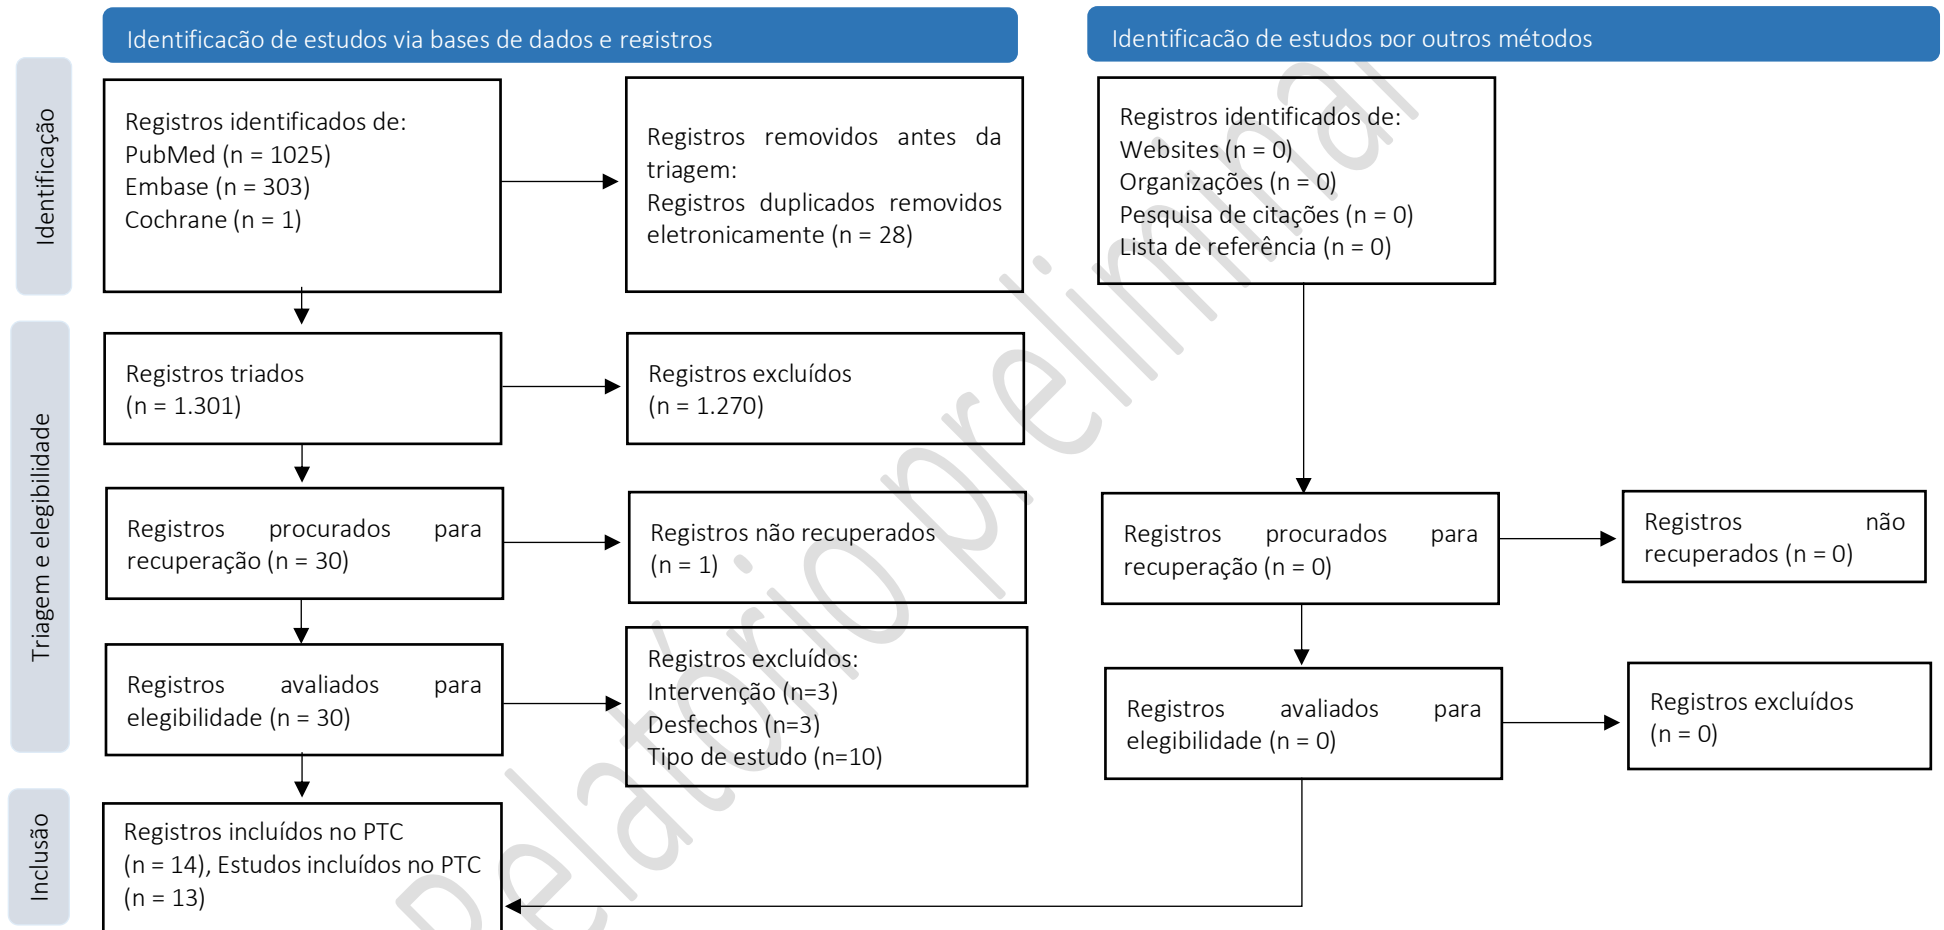 Identificação de estudos via bases de dados e registros
Identificação de estudos por outros métodos
Identificação
Registros identificados de:
PubMed (n = 1025)
Embase (n = 303)
Cochrane (n = 1)
Registros removidos antes da
triagem:
Registros duplicados removidos
eletronicamente (n = 28)
Registros identificados de:
Websites (n = 0)
Organizações (n = 0)
Pesquisa de citações (n = 0)
Lista de referência (n = 0)
Triagem e elegibilidade
Registros triados
(n = 1.301)
Registros excluídos
(n = 1.270)
Registros procurados para
recuperação (n = 30)
Registros não recuperados
(n = 1)
Registros procurados para
recuperação (n = 0)
Registros não
recuperados (n = 0)
Registros avaliados para
elegibilidade (n = 30)
Registros excluídos:
Intervenção (n=3)
Desfechos (n=3)
Tipo de estudo (n=10)
Registros avaliados para
elegibilidade (n = 0)
Registros excluídos
(n = 0)
Inclusão
Registros incluídos no PTC
(n = 14), Estudos incluídos no PTC
(n = 13)
Relatório preliminar